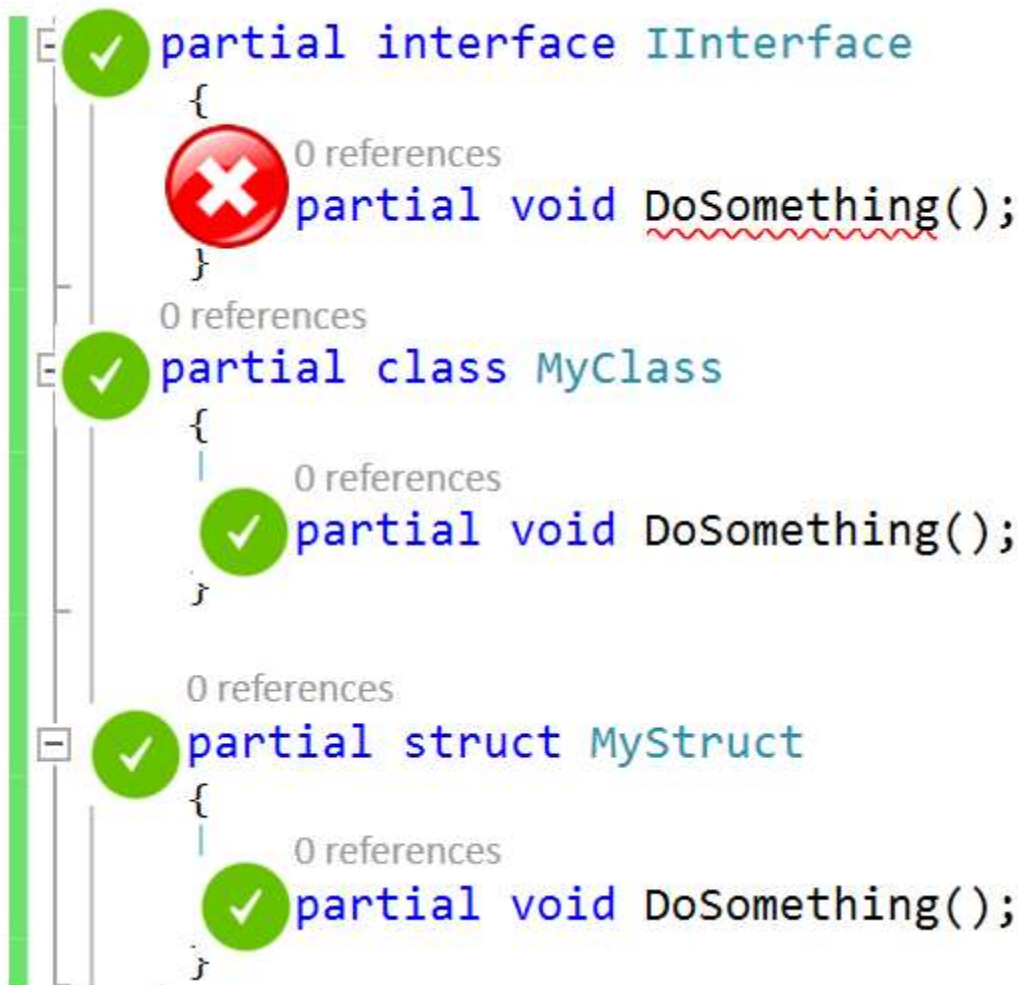 partial interface IInterface
{
0 references
partial void DoSomething();
}
0 references
partial class MyClass
{
0 references
partial void DoSomething();
}
0 references
partial struct MyStruct
{
0 references
partial void DoSomething();
}